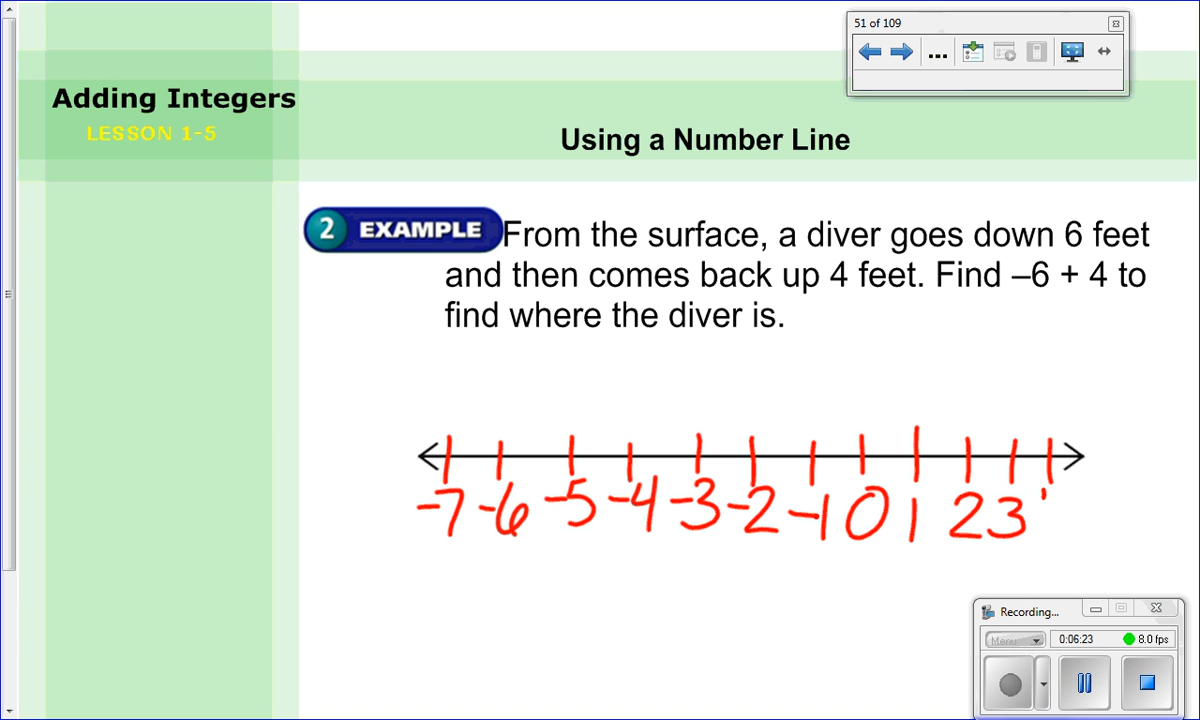 51 of 109
Adding Integers
LESSON 1-5
Using a Number Line
2 EXAMPLE From the surface, a diver goes down 6 feet
and then comes back up 4 feet. Find –6 + 4 to
find where the diver is.
-7 -6 -5 -4 -3 -2 -1 0 1 2 3
Recording...
Menu 0:06:23 8.0 fps